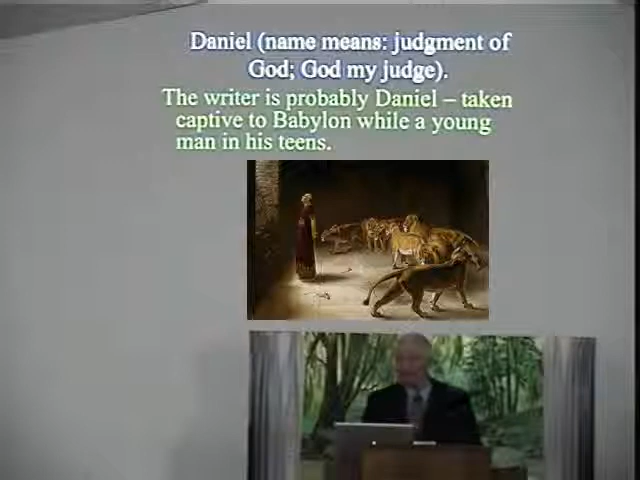 Daniel (name means: judgment of
God; God my judge).
The writer is probably Daniel – taken
captive to Babylon while a young
man in his teens.